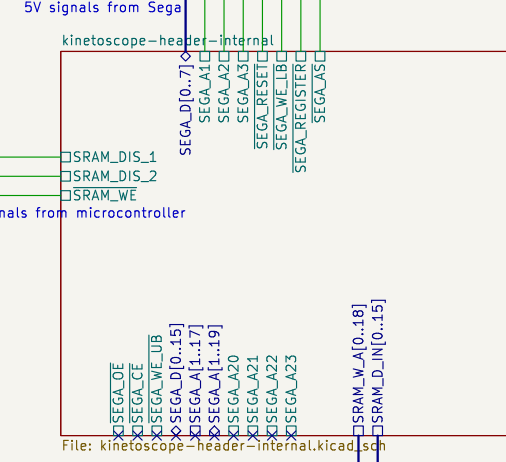 5V signals from Sega
kinetoscope-header-internal
SEGA_D[0..7]
SEGA_A1
SEGA_A2
SEGA_A3
SEGA_RESET
SEGA_WE_LB
SEGA_REGISTER
SEGA_AS
SRAM_DIS_1
SRAM_DIS_2
SRAM_WE
nals from microcontroller
SEGA_OE
SEGA_CE
SEGA_WE_UB
SEGA_D[0..15]
SEGA_A[1..17]
SEGA_A[1..19]
SEGA_A20
SEGA_A21
SEGA_A22
SEGA_A23
SRAM_W_A[0..18]
SRAM_D_IN[0..15]
File: kinetoscope-header-internal.kicad_sch